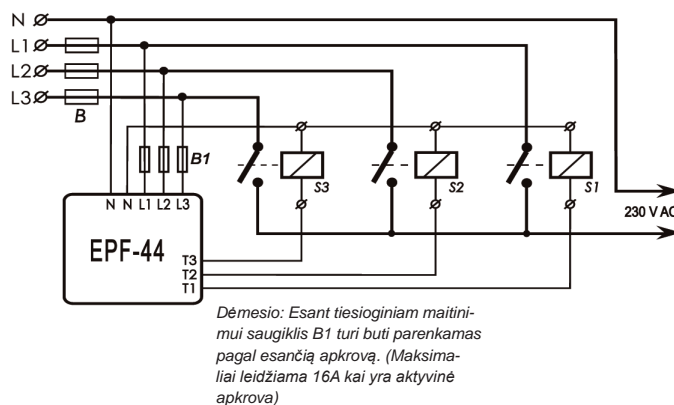 N
L1
L2
L3
B
B1
S3
S2
S1
N N L1 L2 L3
230 V AC
EPF-44
T3
T2
T1
Dėmesio: Esant tiesioginiam maitini-
mui saugiklis B1 turi buti parenkamas
pagal esančią apkrovą. (Maksima-
liai leidžiama 16A kai yra aktyvinė
apkrova)